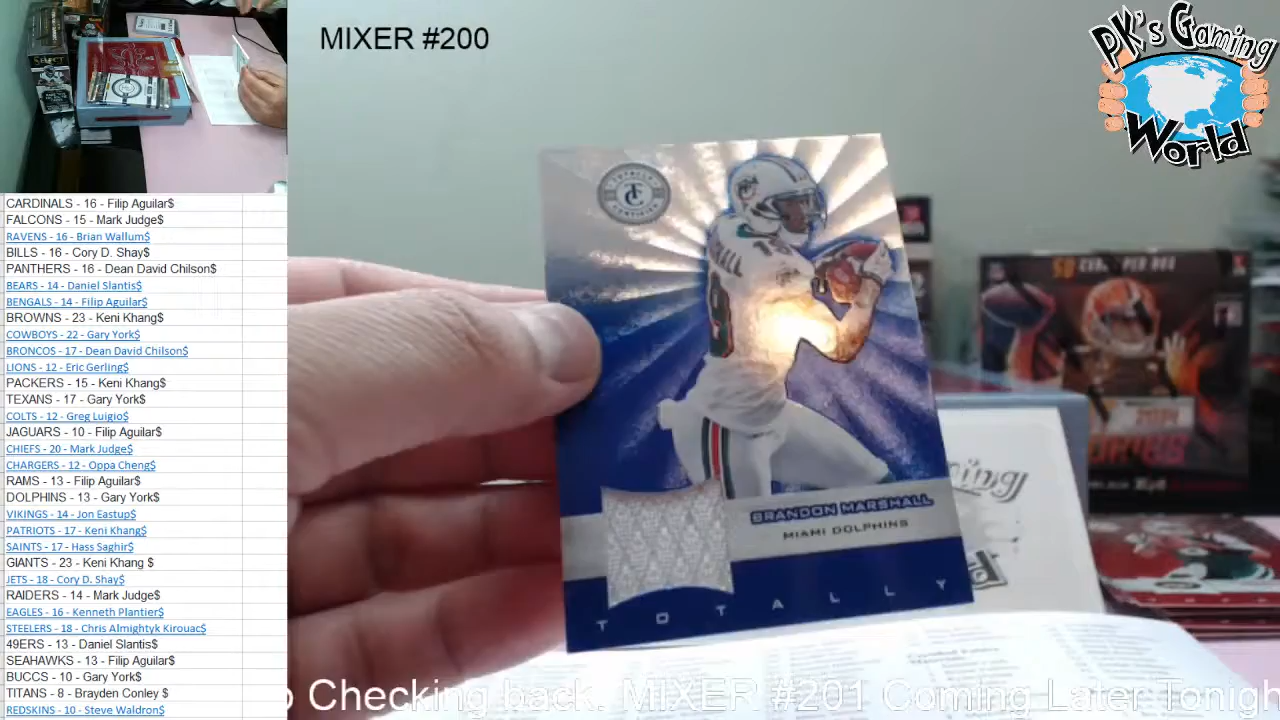 MIXER #200
PK's Gaming
World
CARDINALS - 16 - Filip Aguilar$
FALCONS - 15 - Mark Judge$
RAVENS - 16 - Brian Wallum$
BILLS - 16 - Cory D. Shay$
PANTHERS - 16 - Dean David Chilson$
BEARS - 14 - Daniel Slantis$
BENGALS - 14 - Filip Aguilar$
BROWNS - 23 - Keni Khang$
COWBOYS - 22 - Gary York$
BRONCOS - 17 - Dean David Chilson$
LIONS - 12 - Eric Gerling$
PACKERS - 15 - Keni Khang$
TEXANS - 17 - Gary York$
COLTS - 12 - Greg Luigio$
JAGUARS - 10 - Filip Aguilar$
CHIEFS - 20 - Mark Judge$
CHARGERS - 12 - Oppa Cheng$
RAMS - 13 - Filip Aguilar$
DOLPHINS - 13 - Gary York$
VIKINGS - 14 - Jon Eastup$
PATRIOTS - 17 - Keni Khang$
SAINTS - 17 - Hass Saghir$
GIANTS - 23 - Keni Khang $
JETS - 18 - Cory D. Shay$
RAIDERS - 14 - Mark Judge$
EAGLES - 16 - Kenneth Plantier$
STEELERS - 18 - Chris Almightyk Kirouac$
49ERS - 13 - Daniel Slantis$
SEAHAWKS - 13 - Filip Aguilar$
BUCCS - 10 - Gary York$
TITANS - 8 - Brayden Conley $
REDSKINS - 10 - Steve Waldron$
TOTALLY
TC
CERTIFIED
BRANDON MARSHALL
MIAMI DOLPHINS
TOTALLY
Checking back. MIXER #201 Coming Later Tonigh